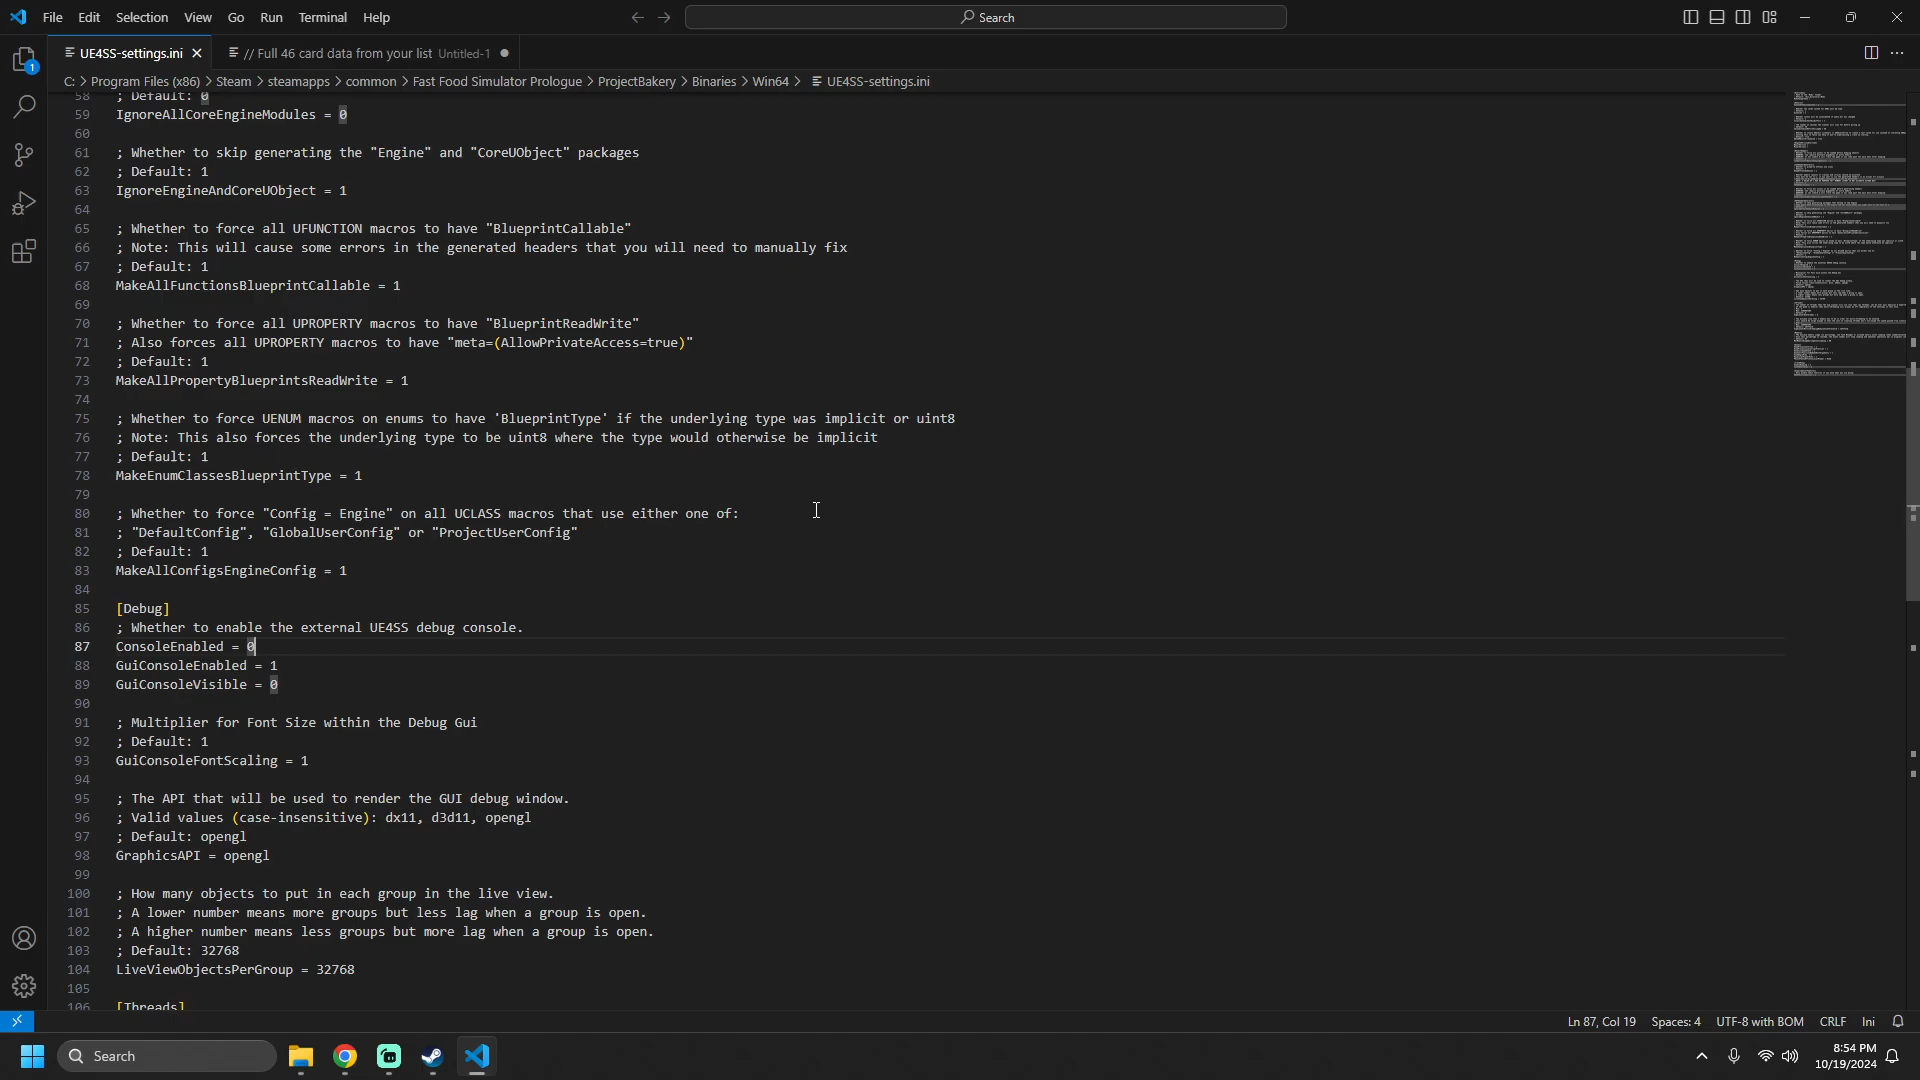 File Edit Selection View Go Run Terminal Help
Search
UE4SS-settings.ini
// Full 46 card data from your list Untitled-1
1
C: > Program Files (x86) > Steam > steamapps > common > Fast Food Simulator Prologue > ProjectBakery > Binaries > Win64 > UE4SS-settings.ini
58 ; Default: 0
59 IgnoreAllCoreEngineModules = 0
60
61 ; Whether to skip generating the "Engine" and "CoreUObject" packages
62 ; Default: 1
63 IgnoreEngineAndCoreUObject = 1
64
65 ; Whether to force all UFUNCTION macros to have "BlueprintCallable"
66 ; Note: This will cause some errors in the generated headers that you will need to manually fix
67 ; Default: 1
68 MakeAllFunctionsBlueprintCallable = 1
69
70 ; Whether to force all UPROPERTY macros to have "BlueprintReadWrite"
71 ; Also forces all UPROPERTY macros to have "meta=(AllowPrivateAccess=true)"
72 ; Default: 1
73 MakeAllPropertyBlueprintsReadWrite = 1
74
75 ; Whether to force UENUM macros on enums to have 'BlueprintType' if the underlying type was implicit or uint8
76 ; Note: This also forces the underlying type to be uint8 where the type would otherwise be implicit
77 ; Default: 1
78 MakeEnumClassesBlueprintType = 1
79
80 ; Whether to force "Config = Engine" on all UCLASS macros that use either one of:
81 ; "DefaultConfig", "GlobalUserConfig" or "ProjectUserConfig"
82 ; Default: 1
83 MakeAllConfigsEngineConfig = 1
84
85 [Debug]
86 ; Whether to enable the external UE4SS debug console.
87 ConsoleEnabled = 0
88 GuiConsoleEnabled = 1
89 GuiConsoleVisible = 0
90
91 ; Multiplier for Font Size within the Debug Gui
92 ; Default: 1
93 GuiConsoleFontScaling = 1
94
95 ; The API that will be used to render the GUI debug window.
96 ; Valid values (case-insensitive): dx11, d3d11, opengl
97 ; Default: opengl
98 GraphicsAPI = opengl
99
100 ; How many objects to put in each group in the live view.
101 ; A lower number means more groups but less lag when a group is open.
102 ; A higher number means less groups but more lag when a group is open.
103 ; Default: 32768
104 LiveViewObjectsPerGroup = 32768
105
106 [Threads]
Ln 87, Col 19 Spaces: 4 UTF-8 with BOM CRLF Ini
Search
8:54 PM
10/19/2024